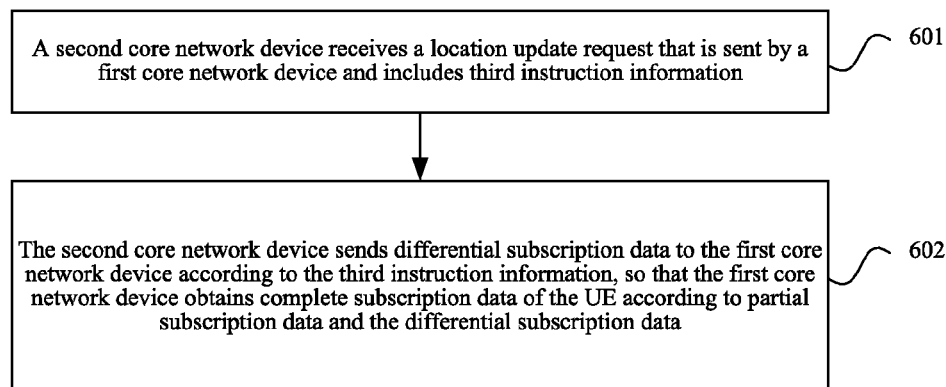 A second core network device receives a location update request that is sent by a
first core network device and includes third instruction information
601
The second core network device sends differential subscription data to the first core
network device according to the third instruction information, so that the first core
network device obtains complete subscription data of the UE according to partial
subscription data and the differential subscription data
602